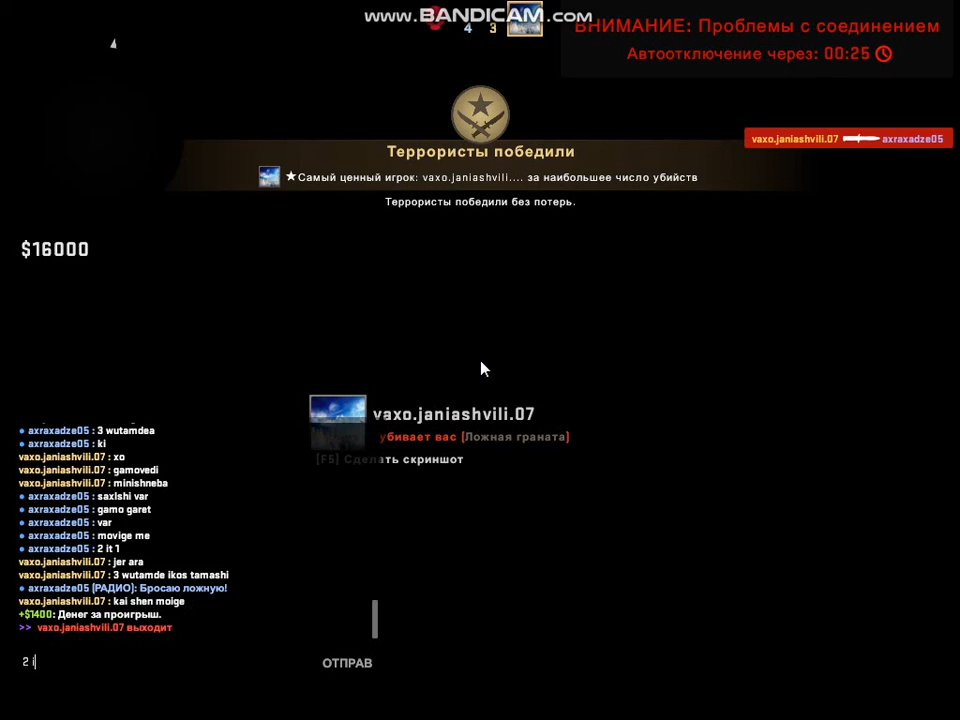 www.BANDICAM.com
4 3
ВНИМАНИЕ: Проблемы с соединением
Автоотключение через: 00:25
vaxo.janiashvili.07 axraxadze05
Террористы победили
★Самый ценный игрок: vaxo.janiashvili.... за наибольшее число убийств
Террористы победили без потерь.
$16000
vaxo.janiashvili.07
убивает вас [Ложная граната]
[F5] Сделать скриншот
● axraxadze05 : 3 wutamdea
● axraxadze05 : ki
vaxo.janiashvili.07 : xo
vaxo.janiashvili.07 : gamovedi
vaxo.janiashvili.07 : minishneba
● axraxadze05 : saxlshi var
● axraxadze05 : gamo garet
● axraxadze05 : var
● axraxadze05 : movige me
● axraxadze05 : 2 it 1
vaxo.janiashvili.07 : jer ara
vaxo.janiashvili.07 : 3 wutamde ikos tamashi
● axraxadze05 (РАДИО): Бросаю ложную!
vaxo.janiashvili.07 : kai shen moige
+$1400: Денег за проигрыш.
>> vaxo.janiashvili.07 выходит
2 i
ОТПРАВ